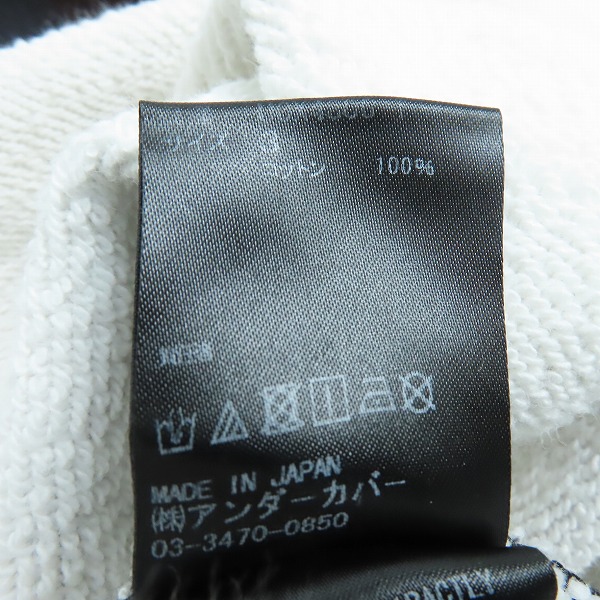 サイズ 3
コットン 100%
MADE IN JAPAN
㈱アンダーカバー
03-3470-0850